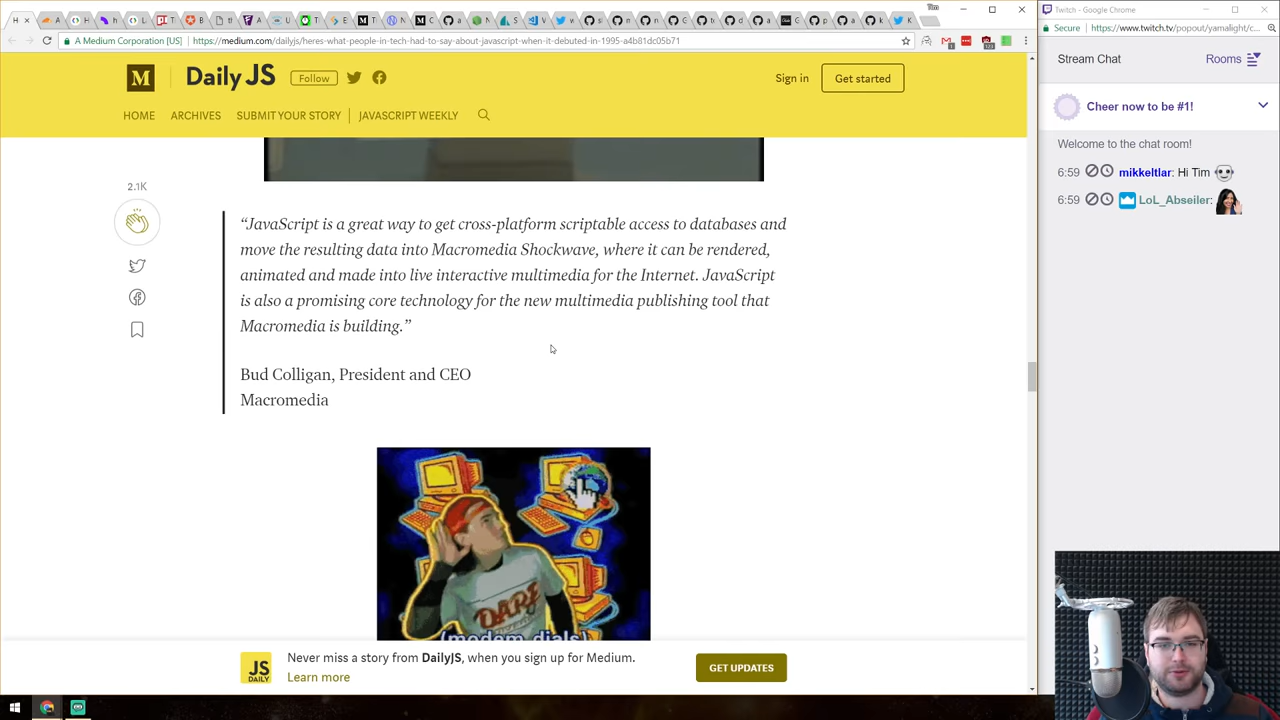 Tim
Twitch - Google Chrome
A Medium Corporation [US]
https://medium.com/dailyjs/heres-what-people-in-tech-had-to-say-about-javascript-when-it-debuted-in-1995-a4b81dc05b71
Secure
https://www.twitch.tv/popout/yamalight/c...
M
Daily JS
Follow
Sign in
Get started
HOME
ARCHIVES
SUBMIT YOUR STORY
JAVASCRIPT WEEKLY
Stream Chat
Rooms
Cheer now to be #1!
Welcome to the chat room!
6:59 mikkeltlar: Hi Tim
6:59 LoL_Abseiler:
2.1K
“JavaScript is a great way to get cross-platform scriptable access to databases and
move the resulting data into Macromedia Shockwave, where it can be rendered,
animated and made into live interactive multimedia for the Internet. JavaScript
is also a promising core technology for the new multimedia publishing tool that
Macromedia is building.”
Bud Colligan, President and CEO
Macromedia
DARE
(modem dials)
JS
DAILY
Never miss a story from DailyJS, when you sign up for Medium.
Learn more
GET UPDATES